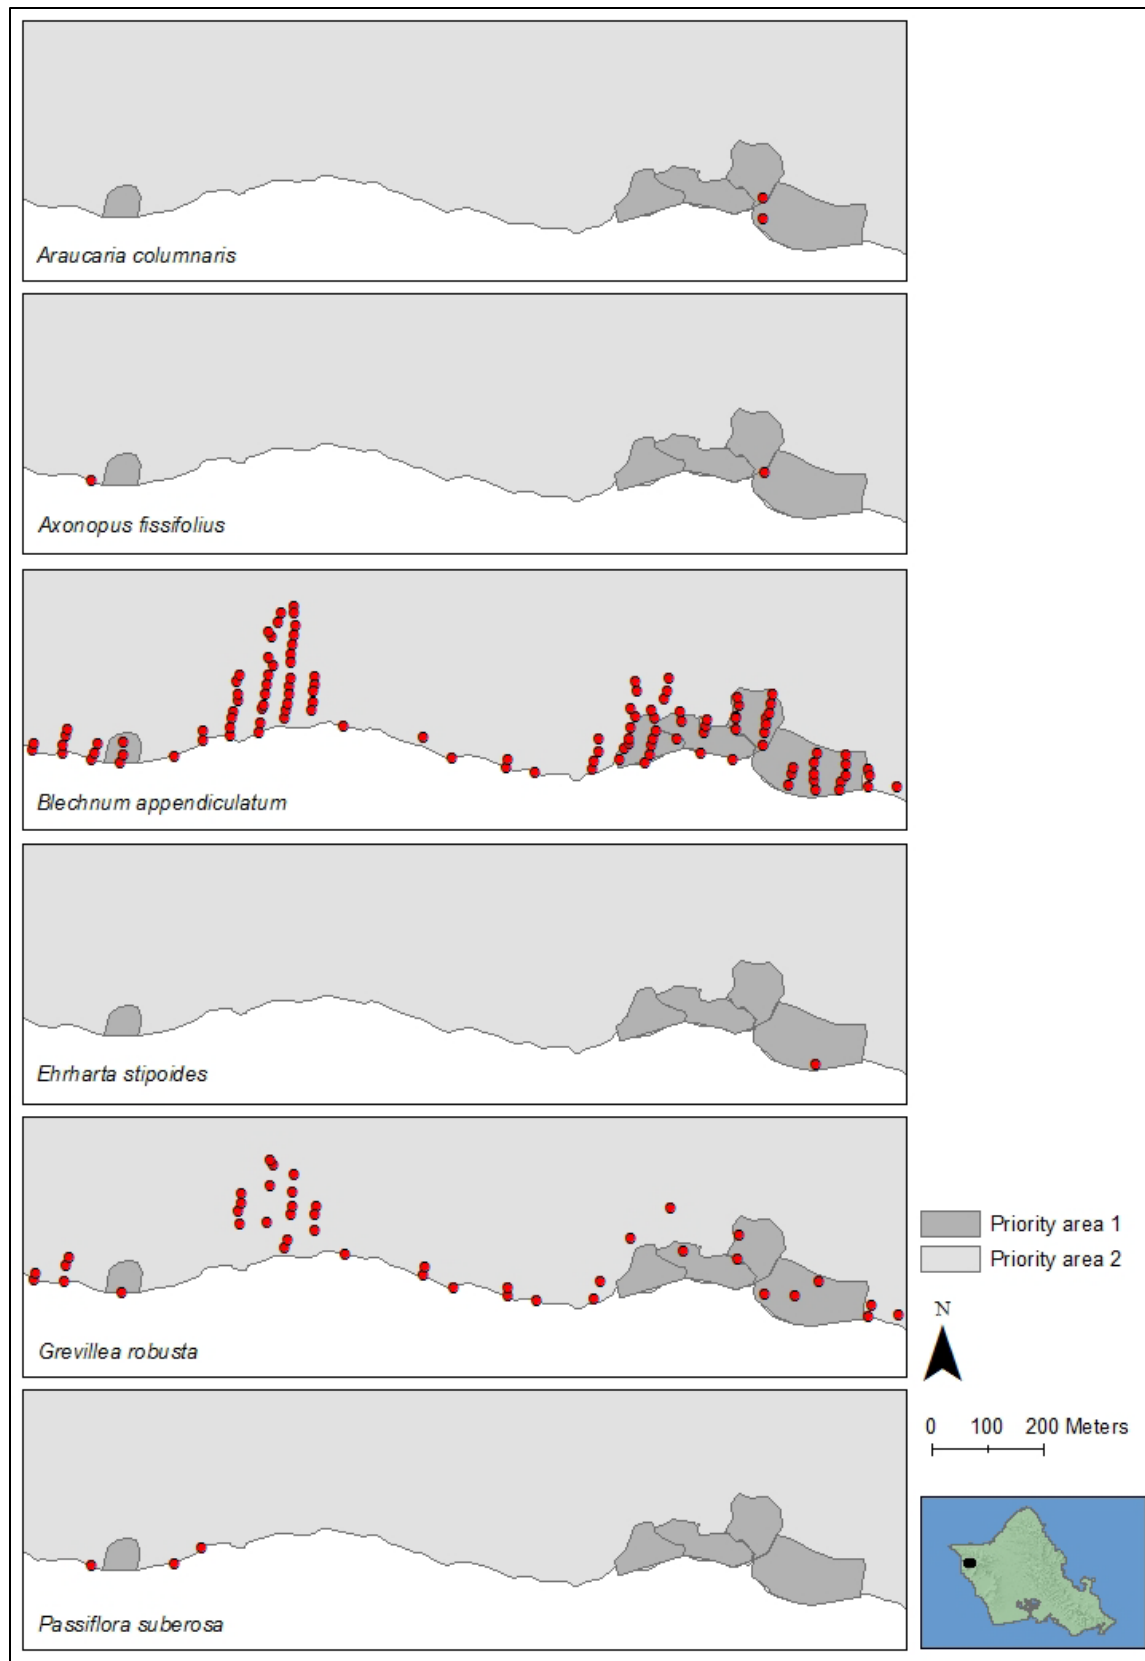 Araucaria columnaris
Axonopus fissifolius
Blechnum appendiculatum
Ehrharta stipoides
Grevillea robusta
Passiflora suberosa
Priority area 1
Priority area 2
N
0 100 200 Meters